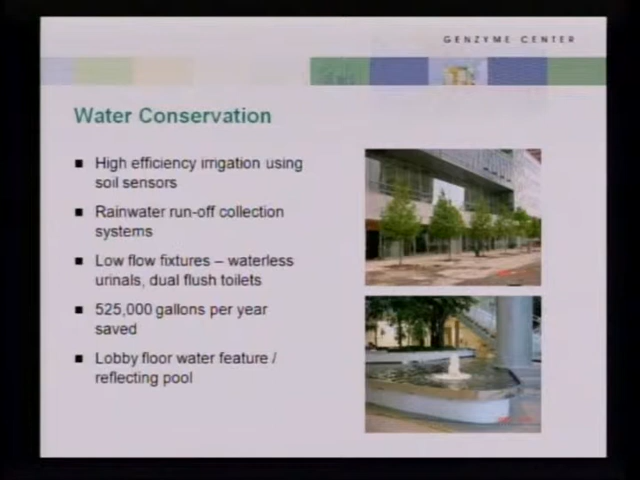 GENZYME CENTER
Water Conservation
■ High efficiency irrigation using
soil sensors
■ Rainwater run-off collection
systems
■ Low flow fixtures – waterless
urinals, dual flush toilets
■ 525,000 gallons per year
saved
■ Lobby floor water feature /
reflecting pool